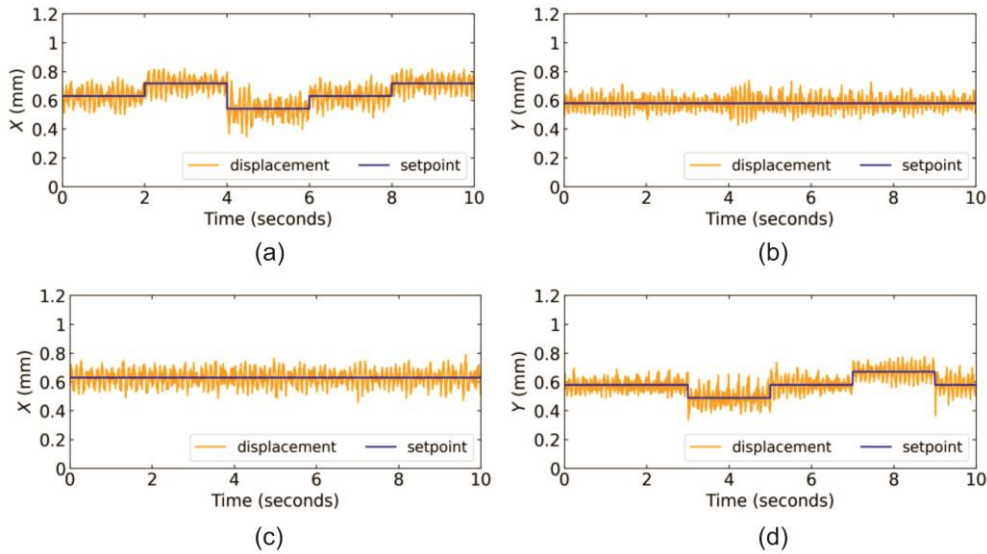 1.2
1
0.8
0.6
0.4
0.2
0
X (mm)
displacement setpoint
0 2 4 6 8 10
Time (seconds)
(a)
1.2
1
0.8
0.6
0.4
0.2
0
Y (mm)
displacement setpoint
0 2 4 6 8 10
Time (seconds)
(b)
1.2
1
0.8
0.6
0.4
0.2
0
X (mm)
displacement setpoint
0 2 4 6 8 10
Time (seconds)
(c)
1.2
1
0.8
0.6
0.4
0.2
0
Y (mm)
displacement setpoint
0 2 4 6 8 10
Time (seconds)
(d)